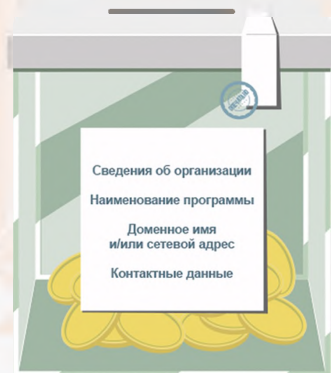 Сведения об организации
Наименование программы
Доменное имя
и/или сетевой адрес
Контактные данные